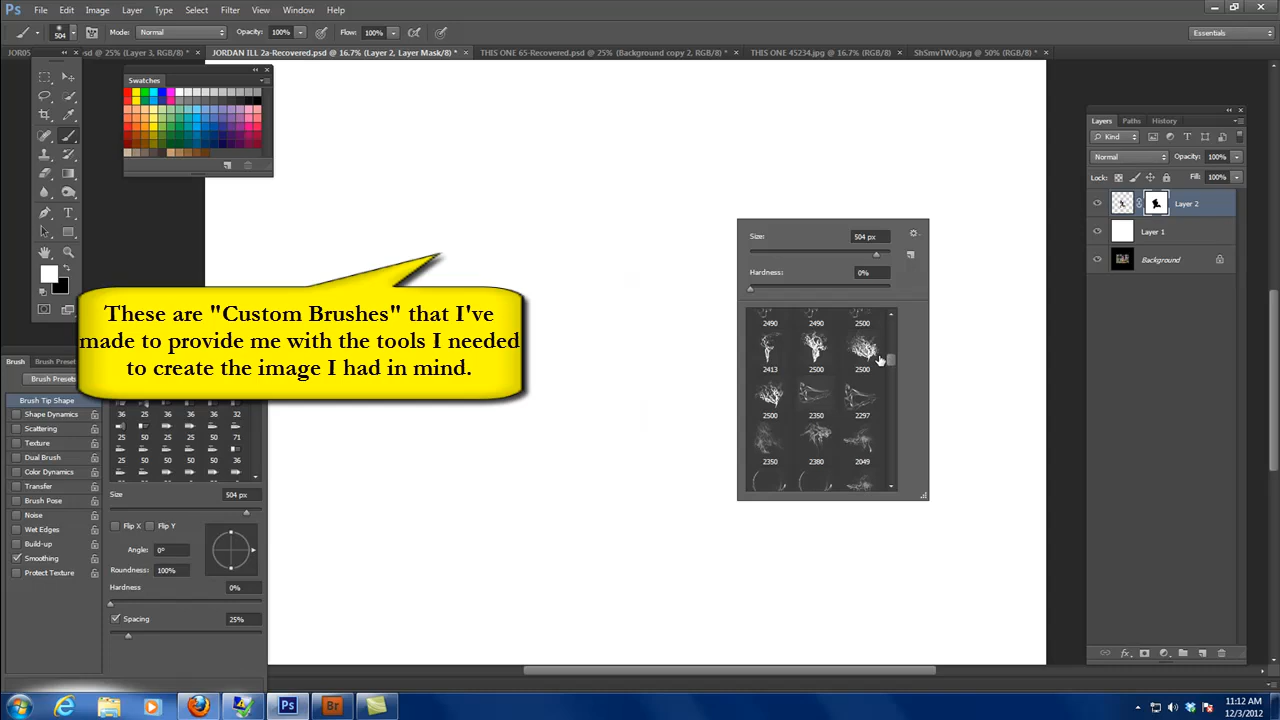 Ps File Edit Image Layer Type Select Filter View Window Help
504 Mode: Normal Opacity: 100% Flow: 100% Essentials
JOR05 sd @ 25% (Layer 3, RGB/8) * × JORDAN ILL 2a-Recovered.psd @ 16.7% (Layer 2, Layer Mask/8) * × THIS ONE 65-Recovered.psd @ 25% (Background copy 2, RGB/8) * × THIS ONE 45234.jpg @ 16.7% (RGB/8) × ShSmvTWO.jpg @ 50% (RGB/8) * ×
Swatches
Layers Paths History
Kind
Normal Opacity: 100%
Lock: Fill: 100%
Layer 2
Layer 1
Background
Size: 504 px
Hardness: 0%
2490 2490 2500
2413 2500 2500
2500 2350 2297
2350 2380 2049
These are "Custom Brushes" that I've
made to provide me with the tools I needed
to create the image I had in mind.
Brush Brush Presets
Brush Presets
Brush Tip Shape
Shape Dynamics
Scattering
Texture
Dual Brush
Color Dynamics
Transfer
Brush Pose
Noise
Wet Edges
Build-up
Smoothing
Protect Texture
36 25 36 36 32
25 50 25 25 71
25 50 50 50 36
Size 504 px
Flip X Flip Y
Angle: 0°
Roundness: 100%
Hardness 0%
Spacing 25%
Ps Br
11:12 AM
12/3/2012